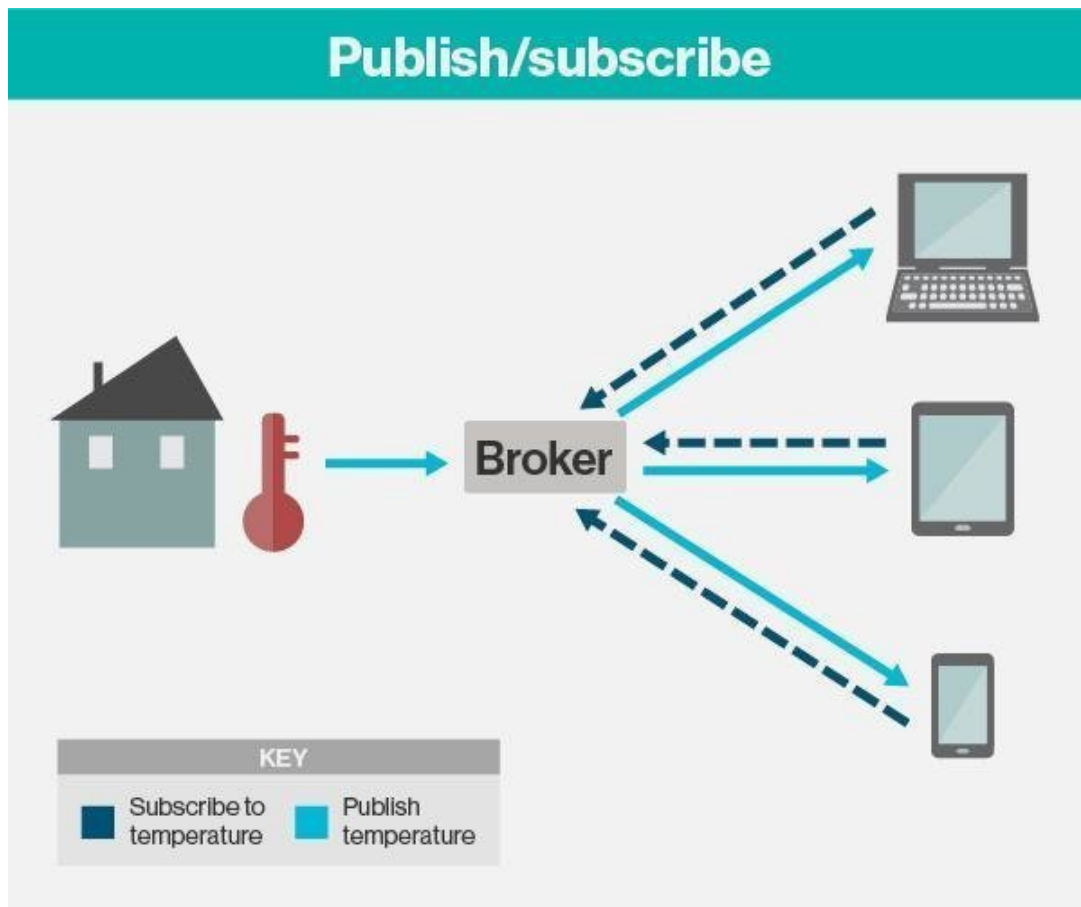 Publish/subscribe
Broker
KEY
Subscribe to
temperature
Publish
temperature